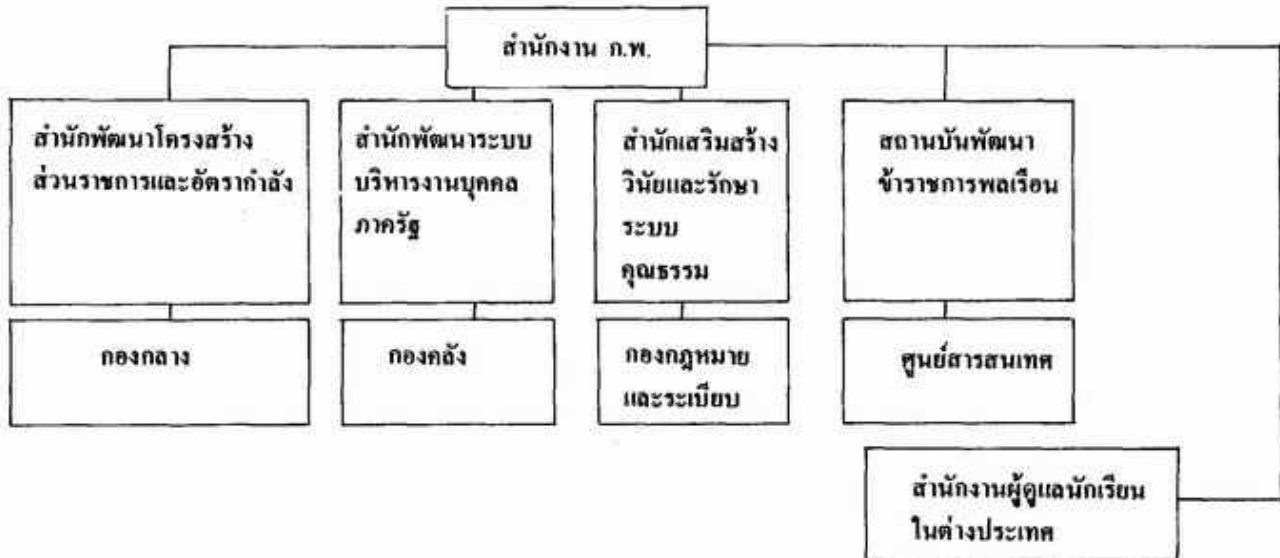 สำนักงาน ก.พ.
สำนักพัฒนาโครงสร้าง
ส่วนราชการและอัตรากำลัง
สำนักพัฒนาระบบ
บริหารงานบุคคล
ภาครัฐ
สำนักเสริมสร้าง
วินัยและรักษา
ระบบ
คุณธรรม
สถานบันพัฒนา
ข้าราชการพลเรือน
กองกลาง
กองคลัง
กองกฎหมาย
และระเบียบ
ศูนย์สารสนเทศ
สำนักงานผู้ดูแลนักเรียน
ในต่างประเทศ